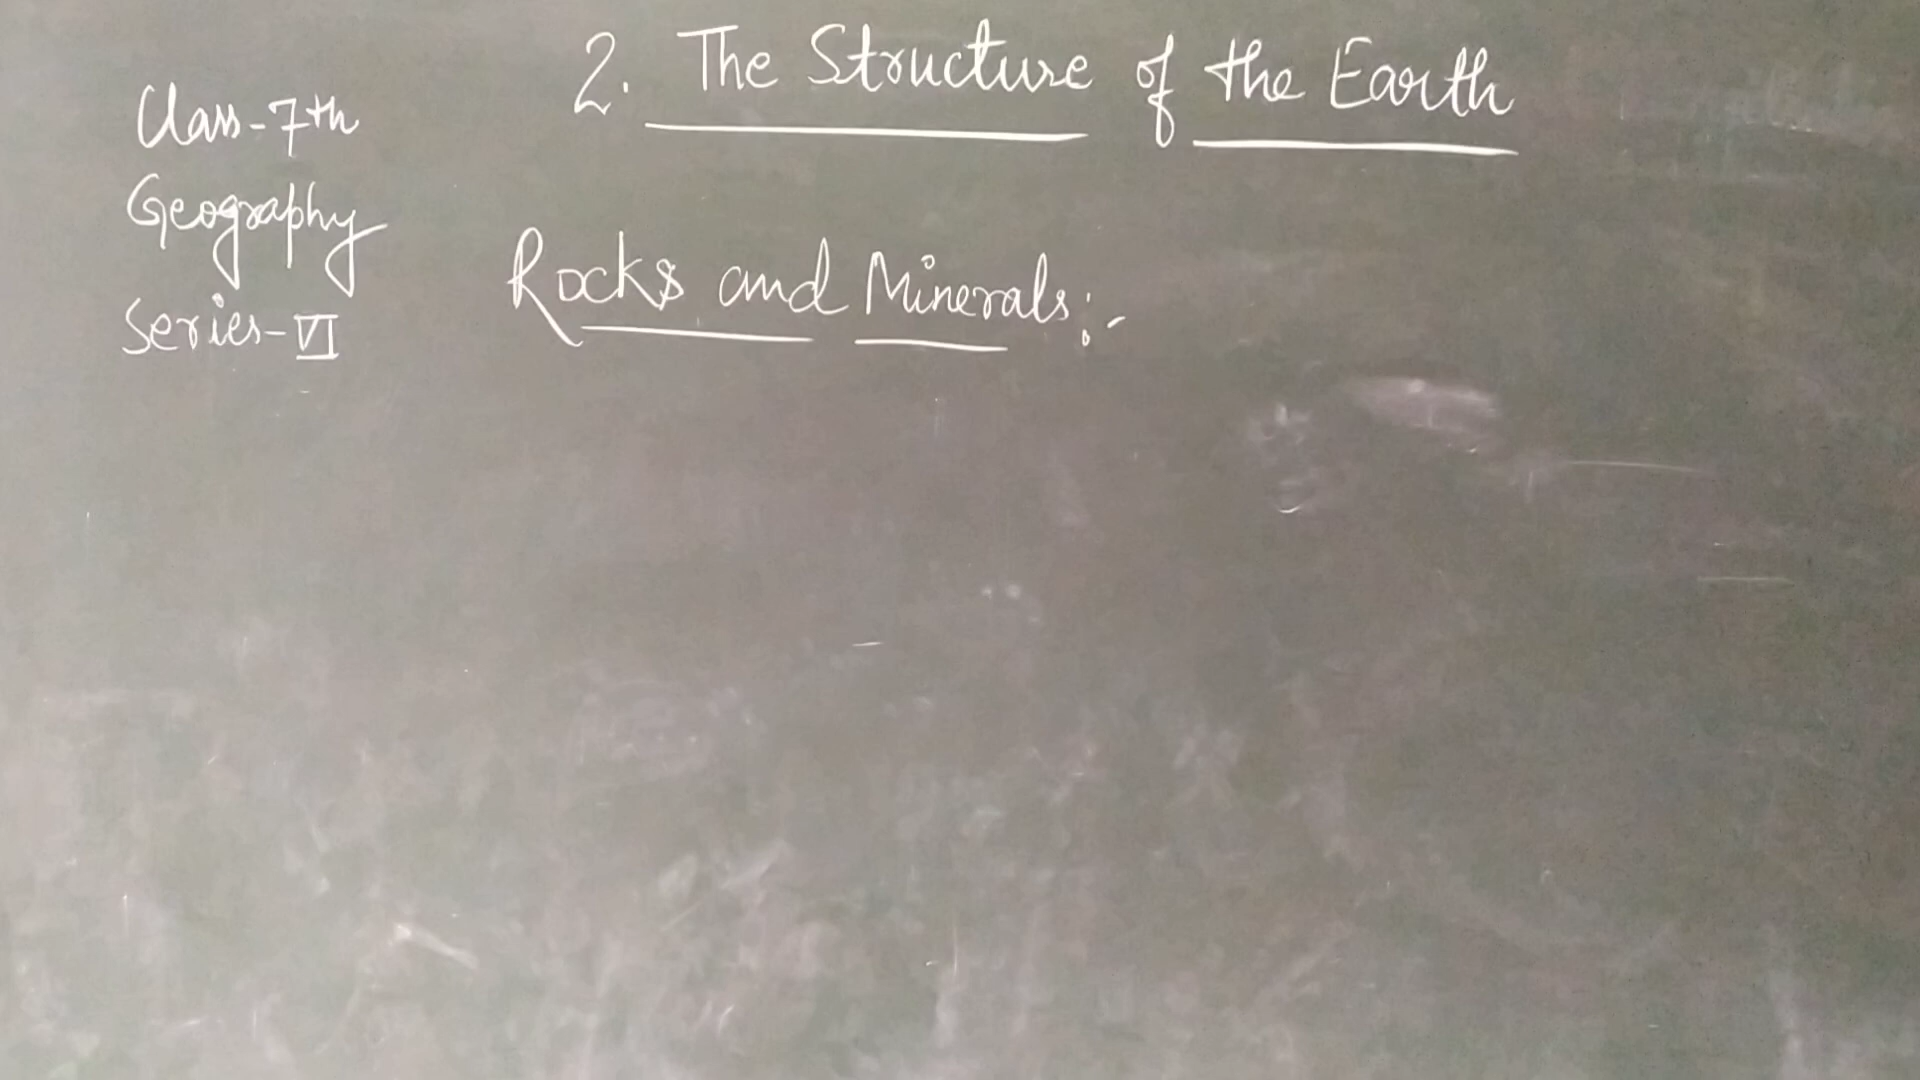 2. The Structure of the Earth
Class-7th
Geography
Series-VI
Rocks and Minerals:-